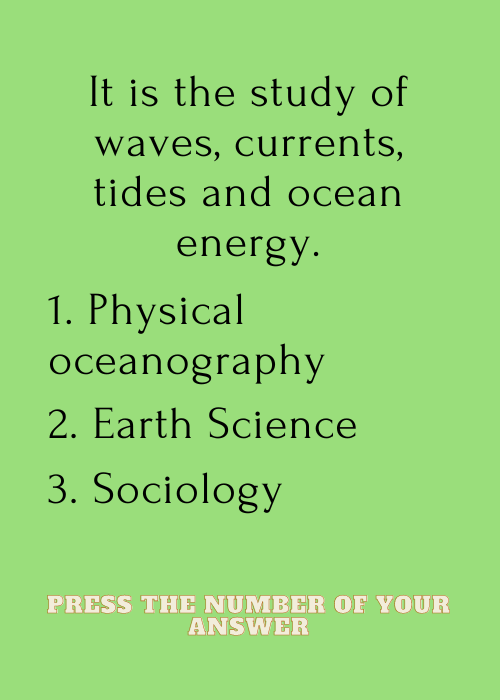 It is the study of
waves, currents,
tides and ocean
energy.
1. Physical
oceanography
2. Earth Science
3. Sociology
PRESS THE NUMBER OF YOUR
ANSWER